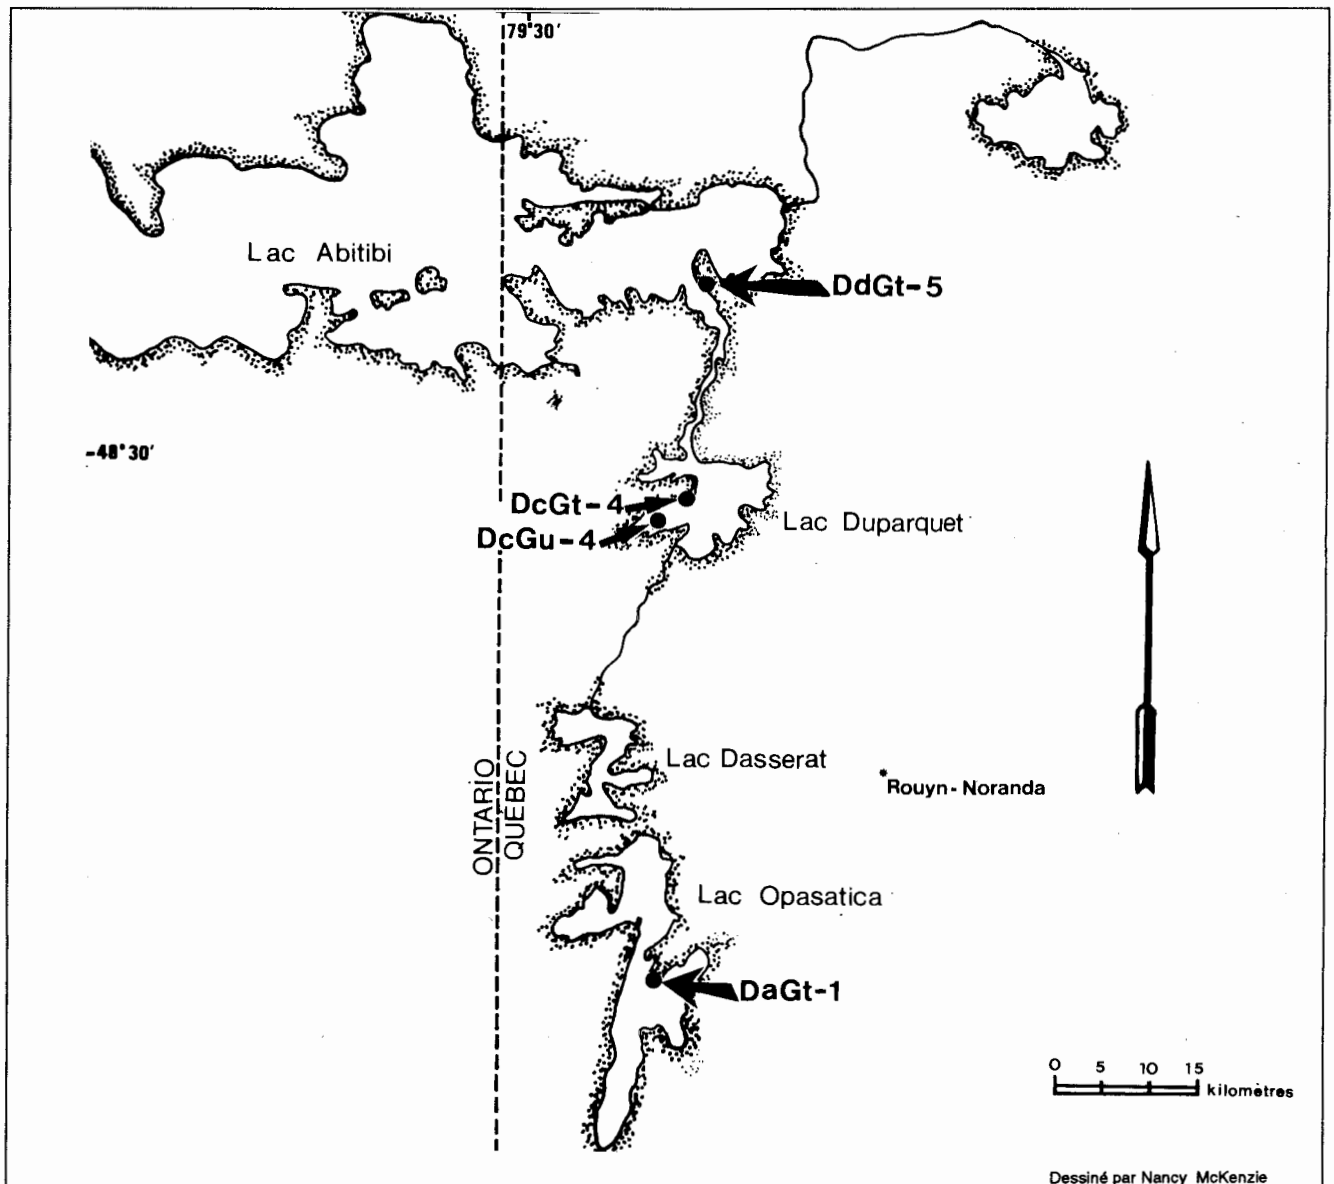 79°30'
Lac Abitibi
DdGt-5
-48°30'
DcGt-4
DcGu-4
Lac Duparquet
ONTARIO
QUÉBEC
Lac Dasserat
Rouyn-Noranda
Lac Opasatica
DaGt-1
0 5 10 15
kilomètres
Dessiné par Nancy McKenzie